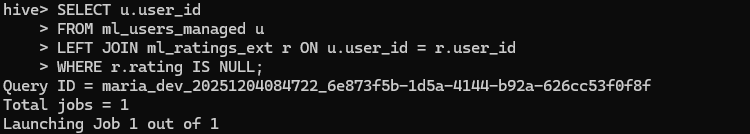 hive> SELECT u.user_id
    > FROM ml_users_managed u
    > LEFT JOIN ml_ratings_ext r ON u.user_id = r.user_id
    > WHERE r.rating IS NULL;
Query ID = maria_dev_20251204084722_6e873f5b-1d5a-4144-b92a-626cc53f0f8f
Total jobs = 1
Launching Job 1 out of 1